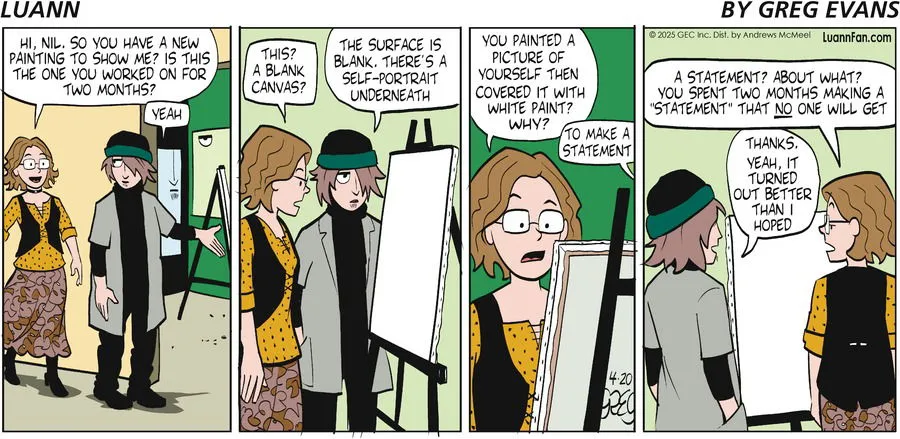 LUANN
BY GREG EVANS
HI, NIL. SO YOU HAVE A NEW
PAINTING TO SHOW ME? IS THIS
THE ONE YOU WORKED ON FOR
TWO MONTHS?
YEAH
THIS?
A BLANK
CANVAS?
THE SURFACE IS
BLANK. THERE'S A
SELF-PORTRAIT
UNDERNEATH
YOU PAINTED A
PICTURE OF
YOURSELF THEN
COVERED IT WITH
WHITE PAINT?
WHY?
TO MAKE A
STATEMENT
4-20
GREG
© 2025 GEC Inc. Dist. by Andrews McMeel
LuannFan.com
A STATEMENT? ABOUT WHAT?
YOU SPENT TWO MONTHS MAKING A
"STATEMENT" THAT NO ONE WILL GET
THANKS.
YEAH, IT
TURNED
OUT BETTER
THAN I
HOPED